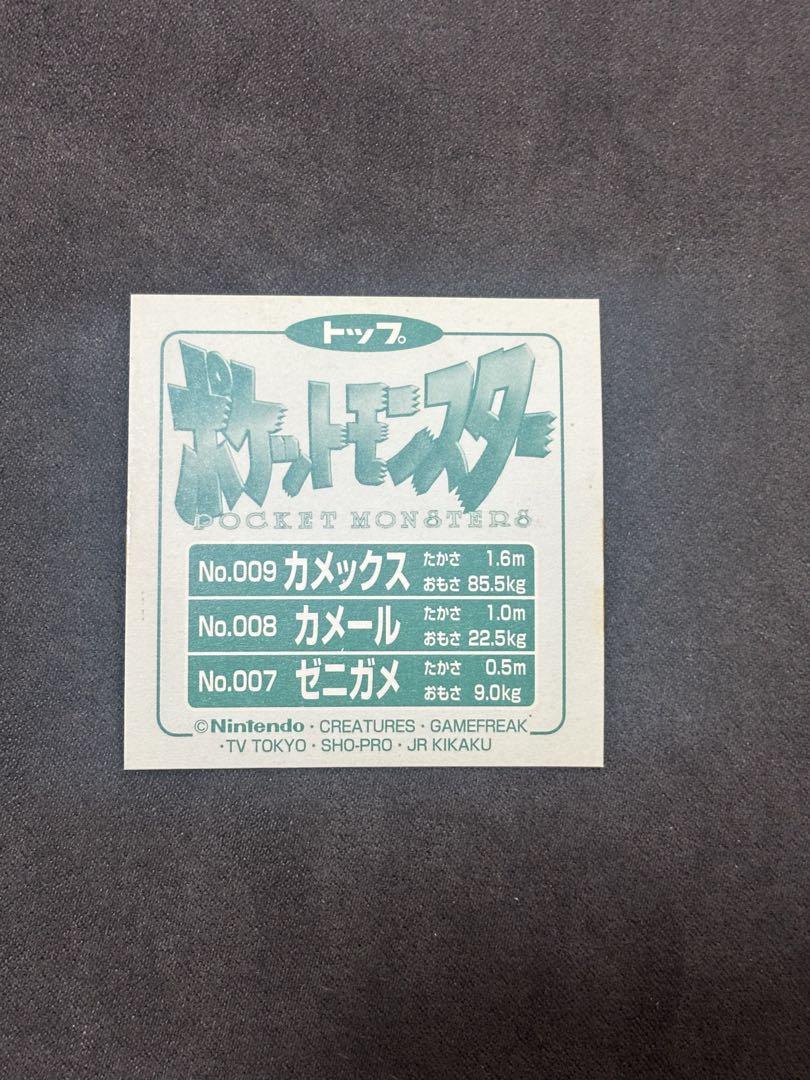 トップ。
ポケットモンスター
POCKET MONSTERS
No.009 カメックス たかさ 1.6m おもさ 85.5kg
No.008 カメール たかさ 1.0m おもさ 22.5kg
No.007 ゼニガメ たかさ 0.5m おもさ 9.0kg
©Nintendo・CREATURES・GAMEFREAK
・TV TOKYO・SHO-PRO・JR KIKAKU